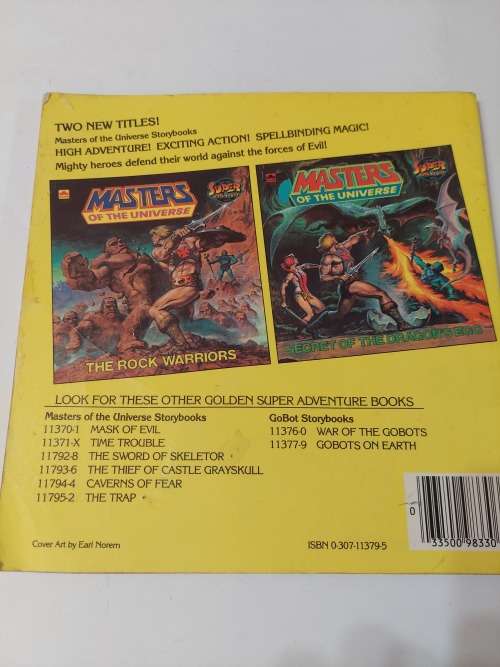 TWO NEW TITLES!
Masters of the Universe Storybooks
HIGH ADVENTURE! EXCITING ACTION! SPELLBINDING MAGIC!
Mighty heroes defend their world against the forces of Evil!
MASTERS
OF THE UNIVERSE
SUPER
THE ROCK WARRIORS
MASTERS
OF THE UNIVERSE
SUPER
SECRET OF THE DRAGON'S EGG
LOOK FOR THESE OTHER GOLDEN SUPER ADVENTURE BOOKS
Masters of the Universe Storybooks
11370-1 MASK OF EVIL
11371-X TIME TROUBLE
11792-8 THE SWORD OF SKELETOR
11793-6 THE THIEF OF CASTLE GRAYSKULL
11794-4 CAVERNS OF FEAR
11795-2 THE TRAP
GoBot Storybooks
11376-0 WAR OF THE GOBOTS
11377-9 GOBOTS ON EARTH
Cover Art by Earl Norem
ISBN 0-307-11379-5
0
33500 98330